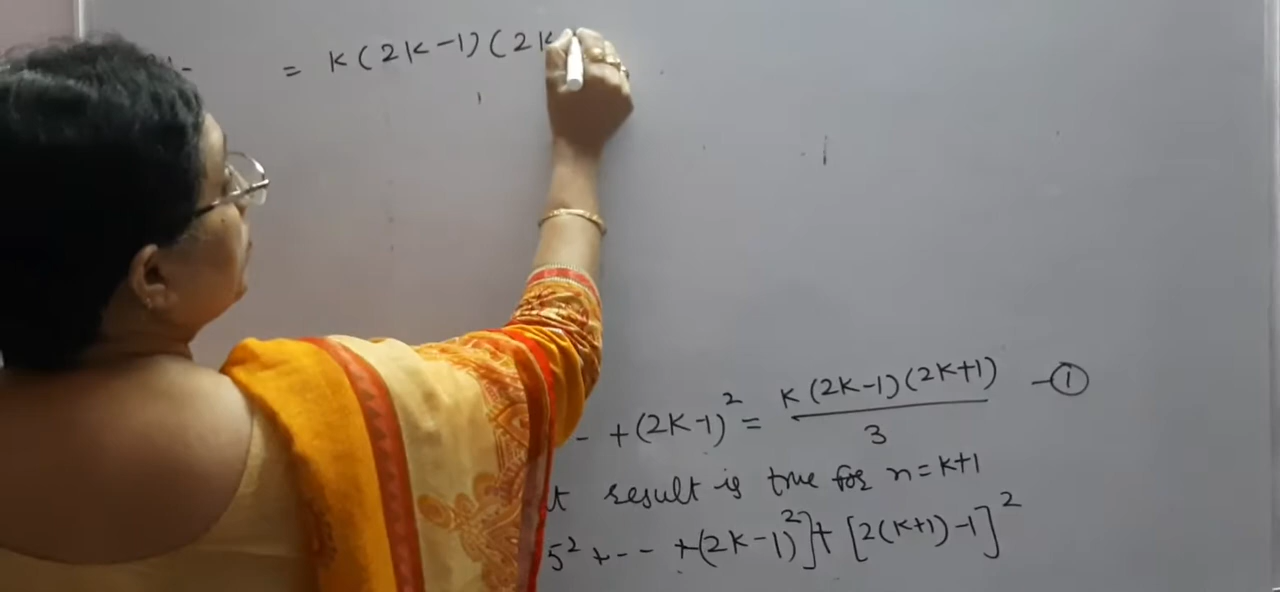 = K(2K-1)(2K
- +(2K-1)² = K(2K-1)(2K+1)/3 -①
result is true for n=K+1
5² +-- +(2K-1)²]+ [2(K+1)-1]²